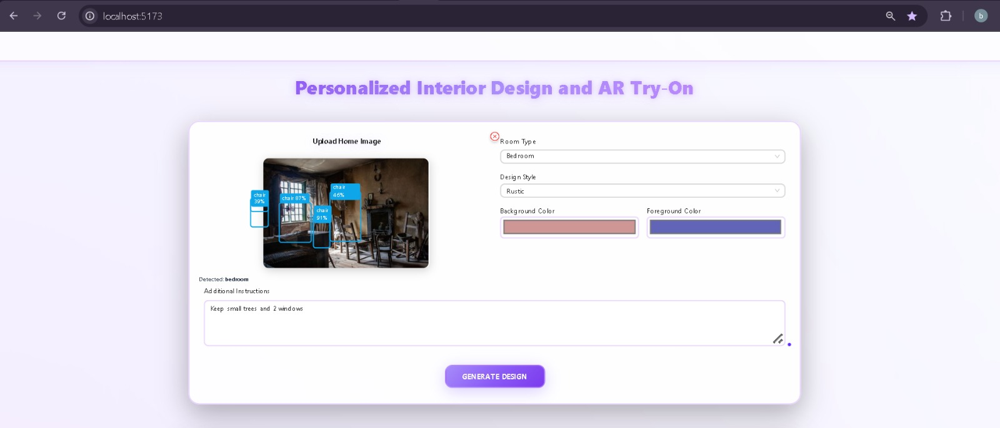 localhost:5173
b
Personalized Interior Design and AR Try-On
Upload Home Image
chair
39%
chair 87%
chair
91%
chair
46%
Detected: bedroom
Room Type
Bedroom
Design Style
Rustic
Background Color
Foreground Color
Additional Instructions
Keep small trees and 2 windows
GENERATE DESIGN